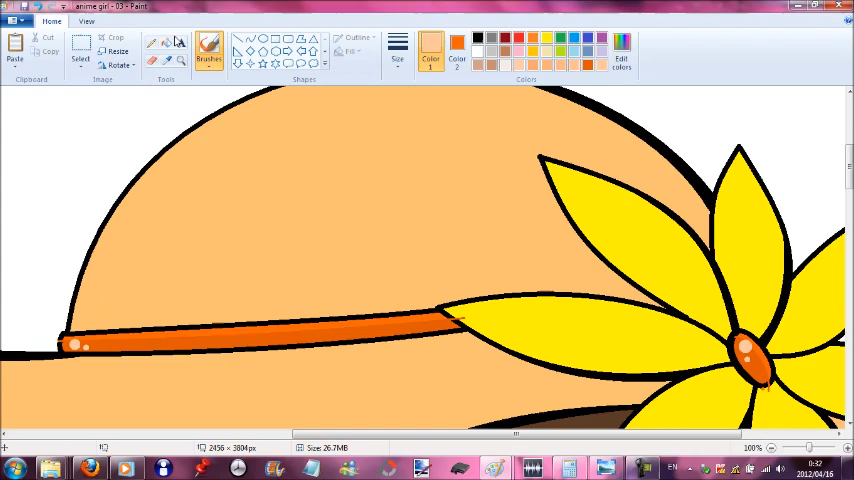 anime girl - 03 - Paint
Home View
Paste
Cut
Copy
Clipboard
Select
Crop
Resize
Rotate
Image
A
Tools
Brushes
Outline
Fill
Shapes
Size
Color 1
Color 2
Edit colors
Colors
2456 × 3804px
Size: 26.7MB
100%
EN
0:32
2012/04/16